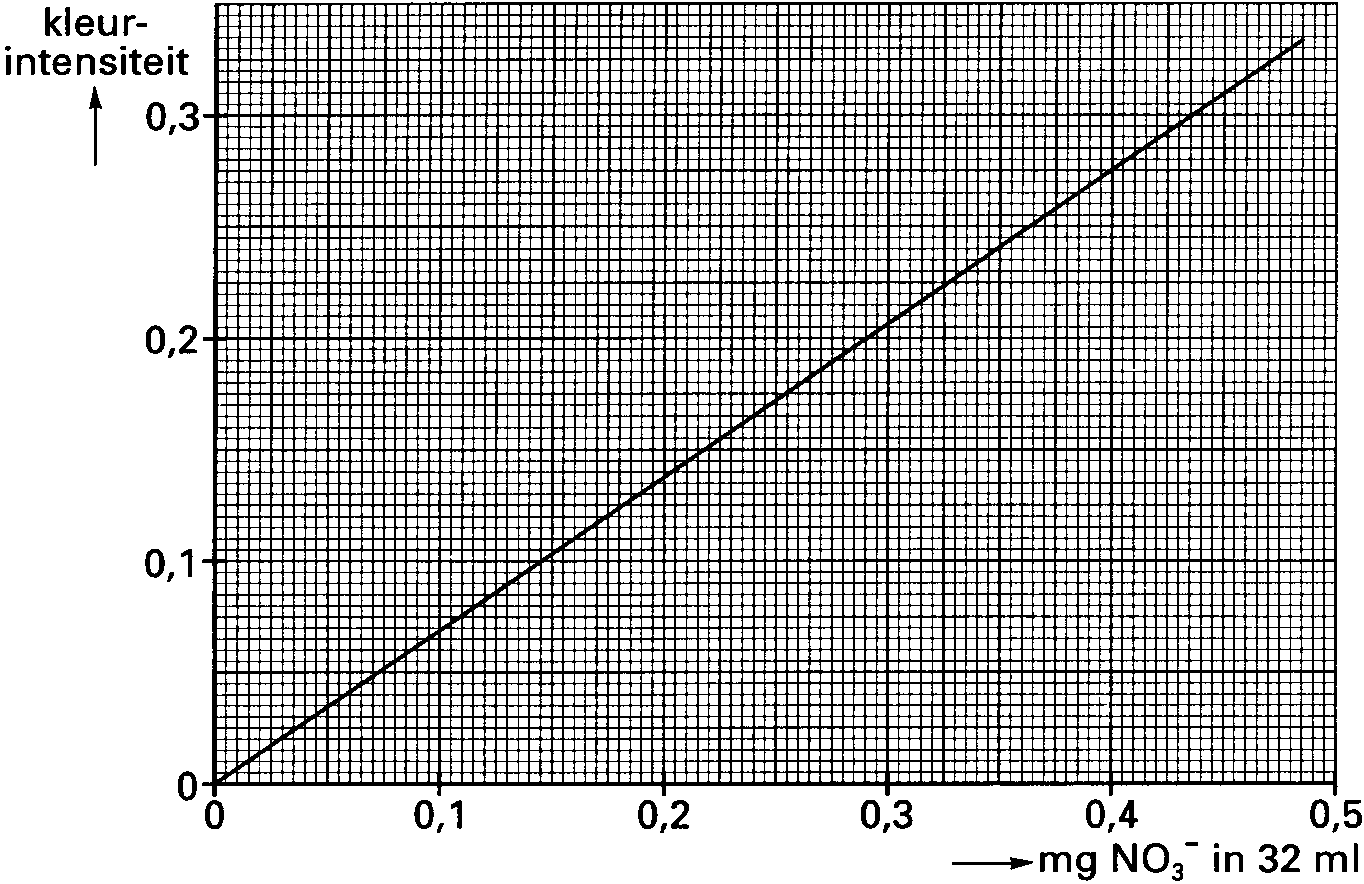 kleur-
intensiteit
0,3
0,2
0,1
0
0 0,1 0,2 0,3 0,4 0,5
mg NO₃⁻ in 32 ml